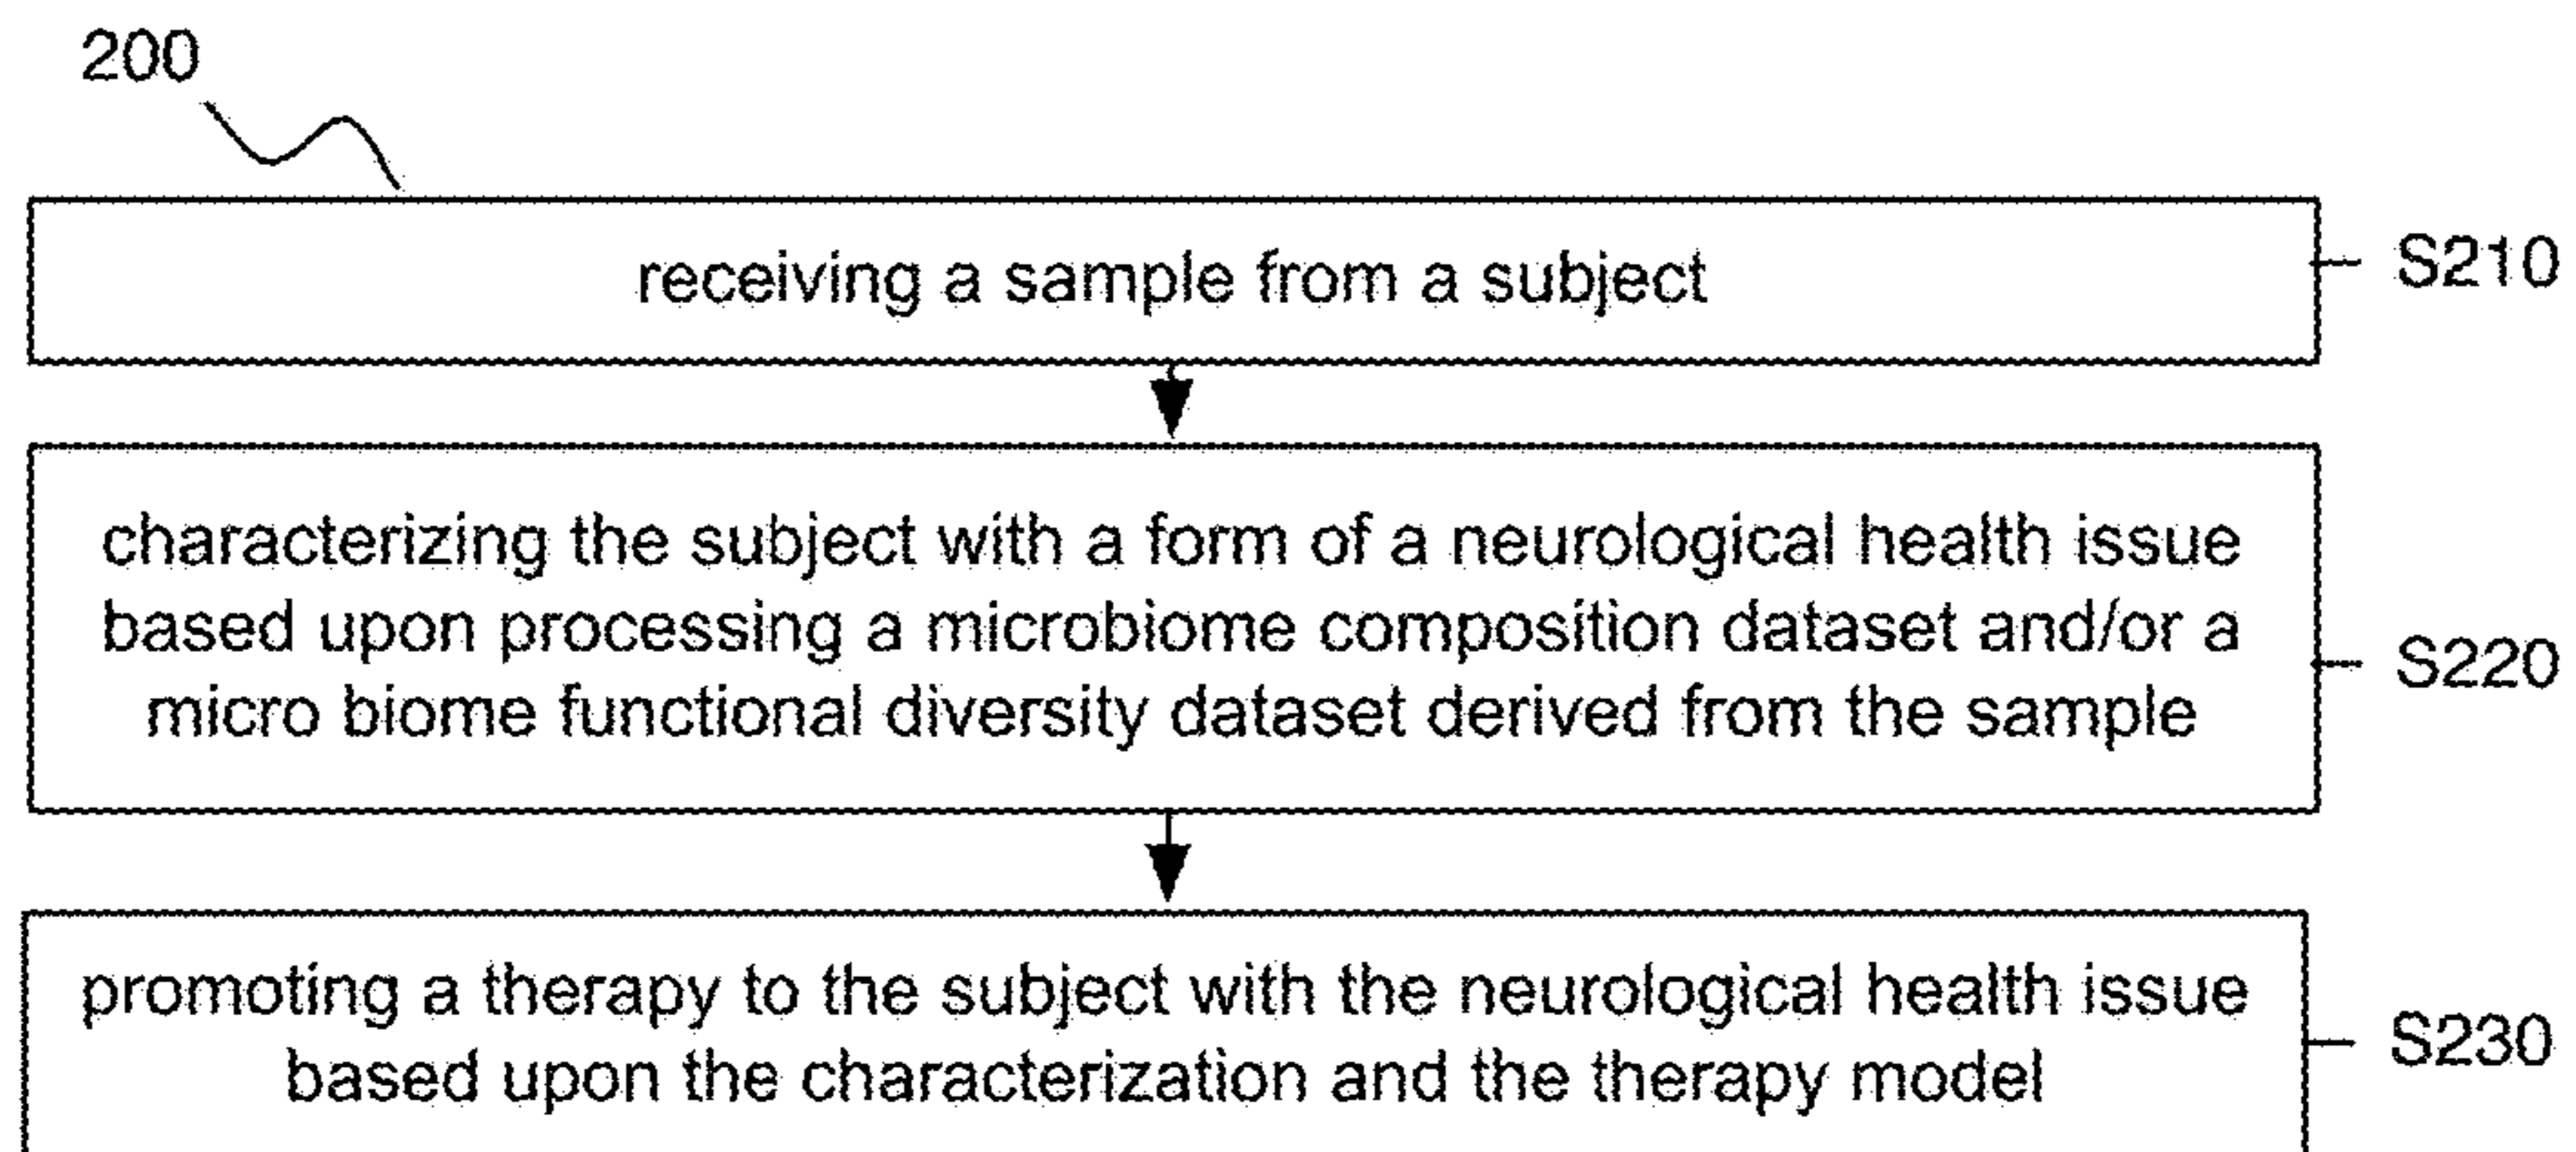 200
receiving a sample from a subject
S210
characterizing the subject with a form of a neurological health issue
based upon processing a microbiome composition dataset and/or a
micro biome functional diversity dataset derived from the sample
S220
promoting a therapy to the subject with the neurological health issue
based upon the characterization and the therapy model
S230